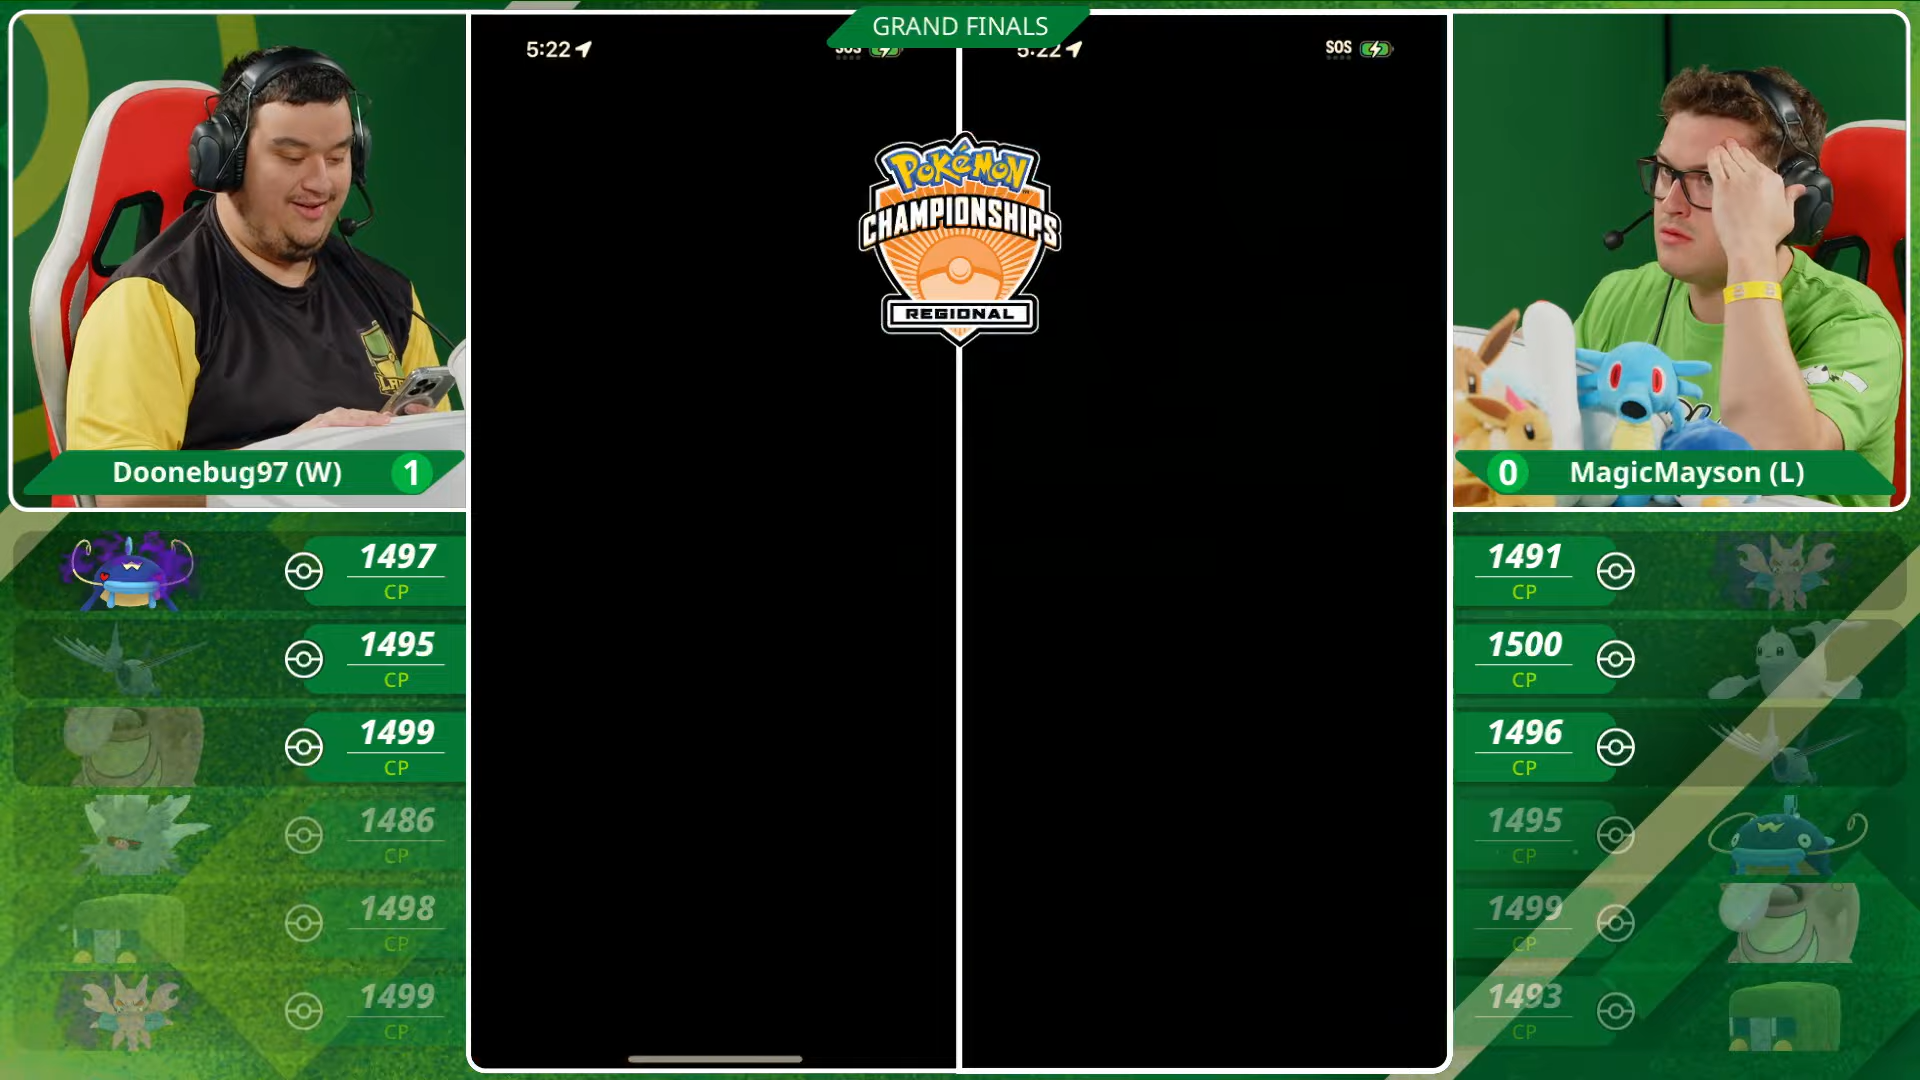 GRAND FINALS
5:22
SOS
5:22
SOS
POKéMON
CHAMPIONSHIPS
REGIONAL
Doonebug97 (W)
1
0
MagicMayson (L)
1497
CP
1495
CP
1499
CP
1486
CP
1498
CP
1499
CP
1491
CP
1500
CP
1496
CP
1495
CP
1499
CP
1493
CP